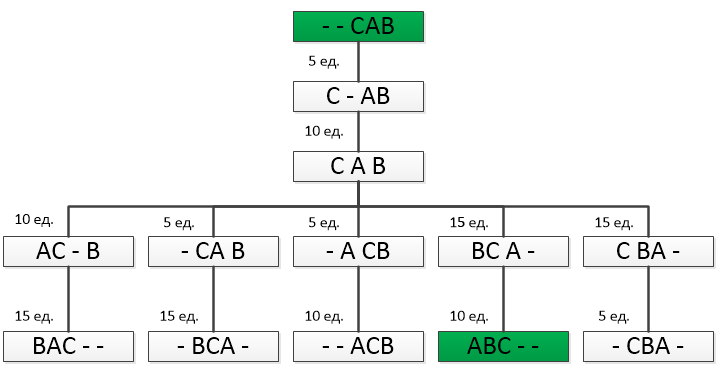 - - CAB
5 ед.
C - AB
10 ед.
C A B
10 ед. 5 ед. 5 ед. 15 ед. 15 ед.
AC - B - CA B - A CB BC A - C BA -
15 ед. 15 ед. 10 ед. 10 ед. 5 ед.
BAC - - - BCA - - - ACB ABC - - - CBA -